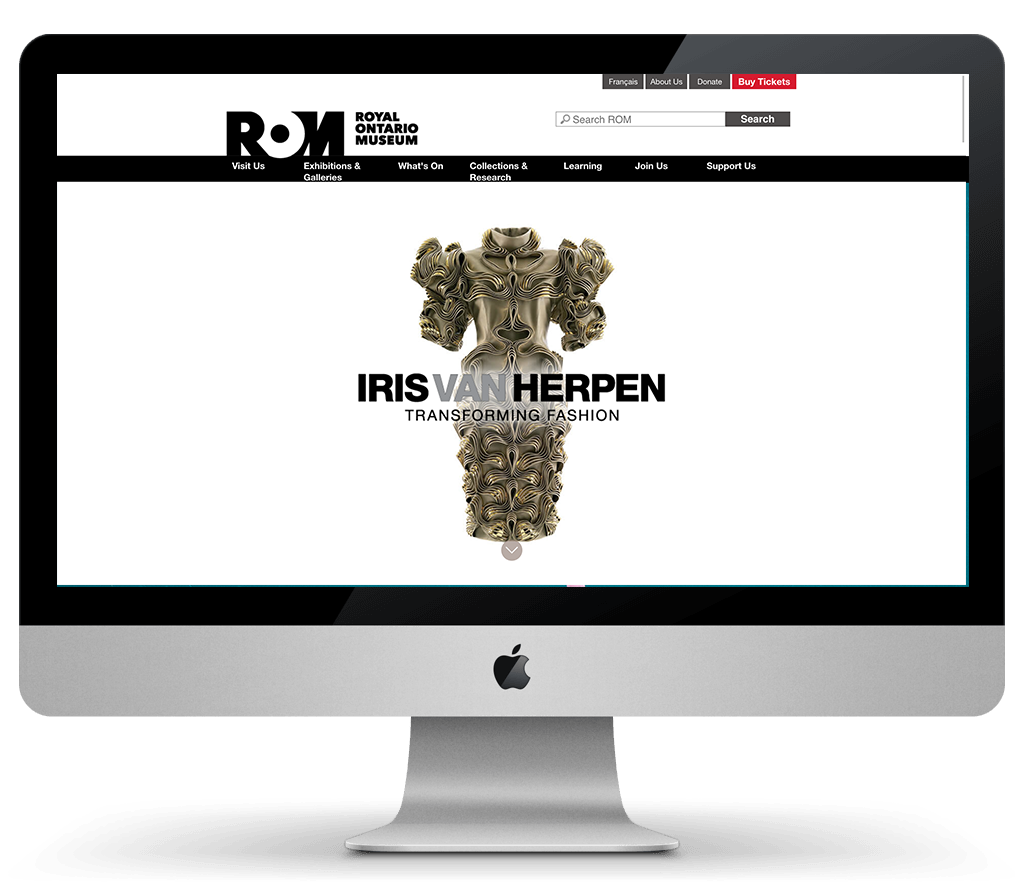 Français
About Us
Donate
Buy Tickets
ROM
ROYAL
ONTARIO
MUSEUM
Search ROM
Search
Visit Us
Exhibitions &
Galleries
What's On
Collections &
Research
Learning
Join Us
Support Us
IRIS VAN HERPEN
TRANSFORMING FASHION